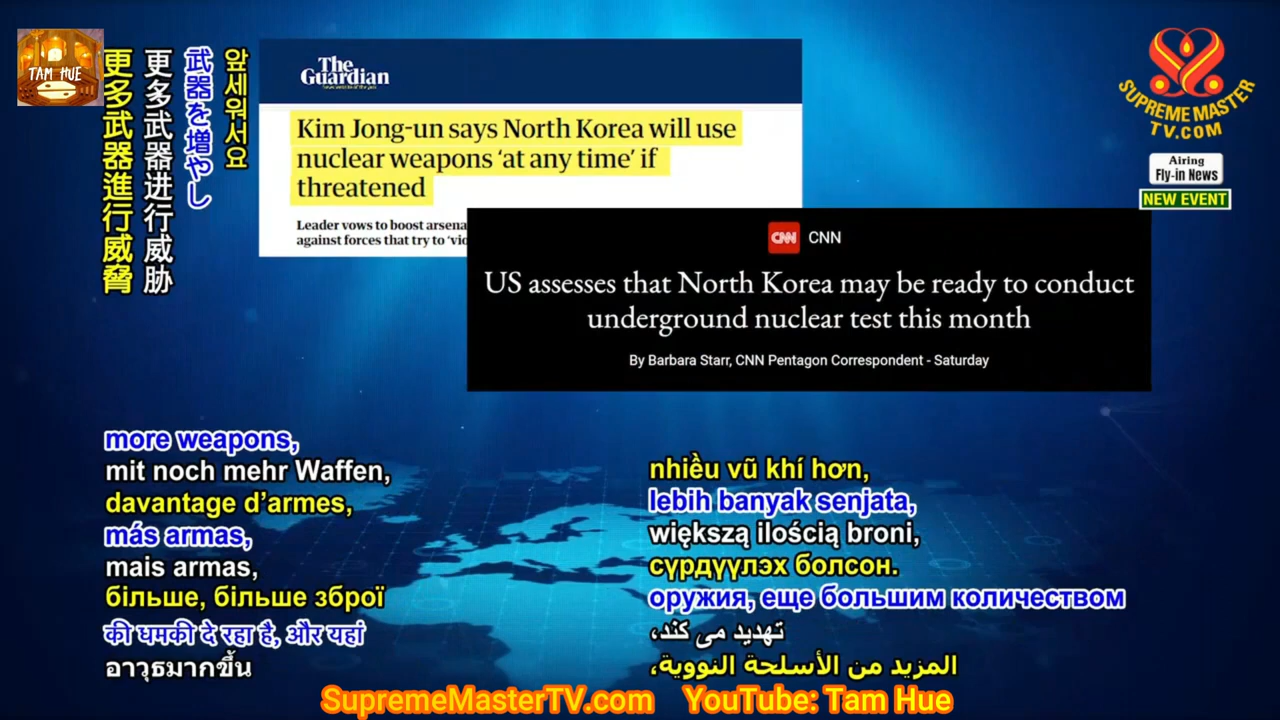 TAM HUE
更多武器進行威脅
更多武器进行威胁
武器を増やし
앞세워서요
The
Guardian
Kim Jong-un says North Korea will use
nuclear weapons ‘at any time’ if
threatened
Leader vows to boost arsena
against forces that try to ‘vio
CNN CNN
US assesses that North Korea may be ready to conduct
underground nuclear test this month
By Barbara Starr, CNN Pentagon Correspondent - Saturday
SUPREME MASTER
TV.COM
Airing
Fly-in News
NEW EVENT
more weapons,
mit noch mehr Waffen,
davantage d’armes,
más armas,
mais armas,
більше, більше зброї
की धमकी दे रहा है, और यहां
อาวุธมากขึ้น
nhiều vũ khí hơn,
lebih banyak senjata,
większą ilością broni,
сүрдүүлэх болсон.
оружия, еще большим количеством
تهدید می کند،
المزيد من الأسلحة النووية،
SupremeMasterTV.com YouTube: Tam Hue